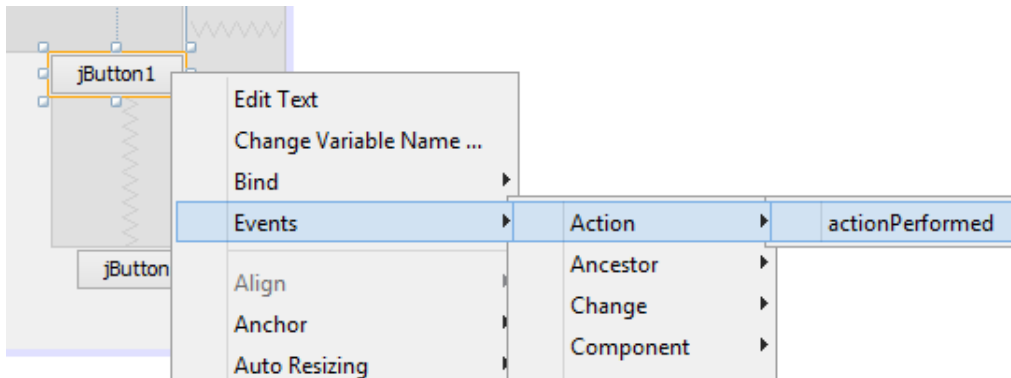 jButton1
Edit Text
Change Variable Name ...
Bind
Events
Action
actionPerformed
Ancestor
jButton
Align
Change
Anchor
Component
Auto Resizing